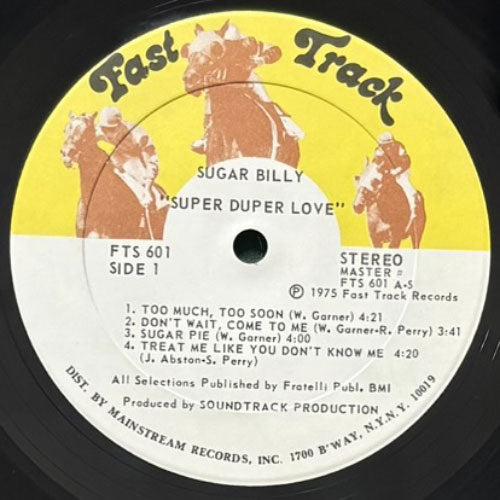 Fast Track
SUGAR BILLY
"SUPER DUPER LOVE"
FTS 601
SIDE 1
STEREO
MASTER #
FTS 601 A-S
Ⓟ 1975 Fast Track Records
1. TOO MUCH, TOO SOON (W. Garner) 4:21
2. DON'T WAIT, COME TO ME (W. Garner-R. Perry) 3:41
3. SUGAR PIE (W. Garner) 4:00
4. TREAT ME LIKE YOU DON'T KNOW ME 4:20
(J. Abston-S. Perry)
All Selections Published by Fratelli Publ. BMI
Produced by SOUNDTRACK PRODUCTION
DIST. BY MAINSTREAM RECORDS, INC. 1700 B'WAY, N.Y.N.Y. 10019